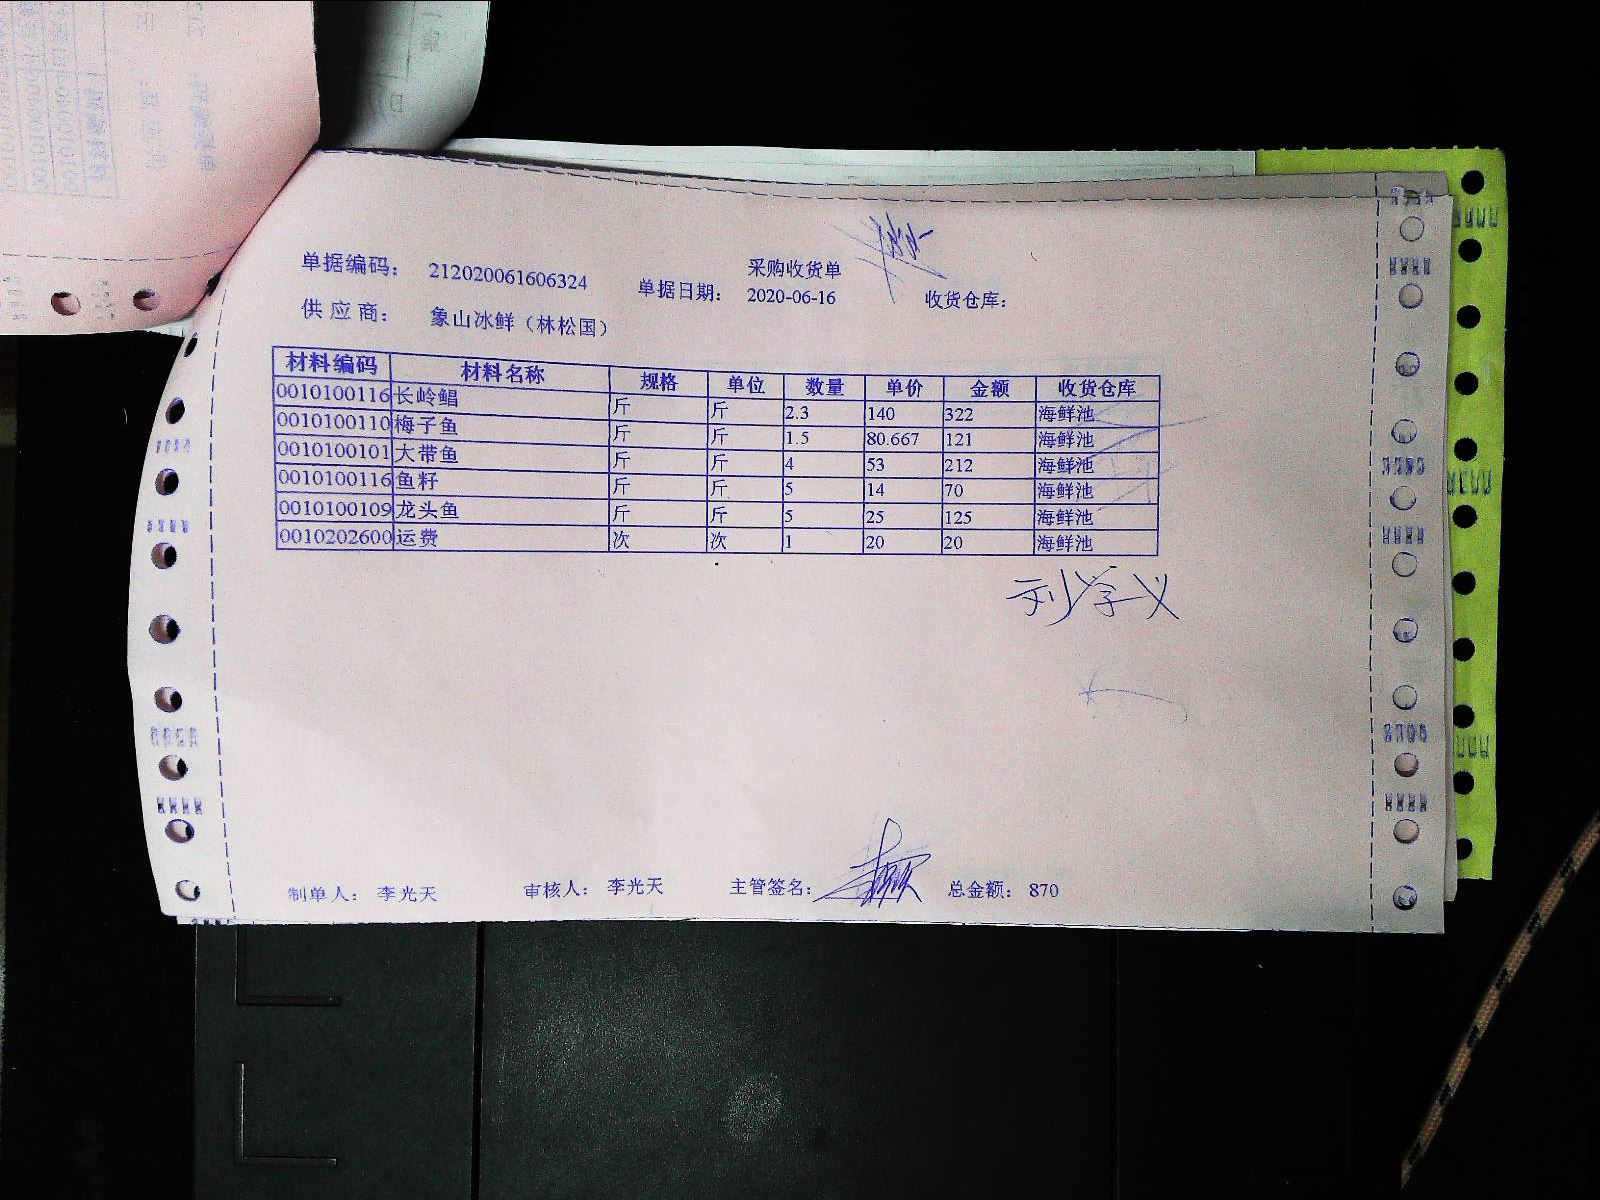 采购收货单
单据编码： 212020061606324 单据日期： 2020-06-16 收货仓库：
供应商： 象山冰鲜（林松国）
材料编码 材料名称 规格 单位 数量 单价 金额 收货仓库
0010100116 长岭鲳 斤 斤 2.3 140 322 海鲜池
0010100110 梅子鱼 斤 斤 1.5 80.667 121 海鲜池
0010100101 大带鱼 斤 斤 4 53 212 海鲜池
0010100116 鱼籽 斤 斤 5 14 70 海鲜池
0010100109 龙头鱼 斤 斤 5 25 125 海鲜池
0010202600 运费 次 次 1 20 20 海鲜池
刘学义
制单人： 李光天 审核人： 李光天 主管签名： 总金额： 870